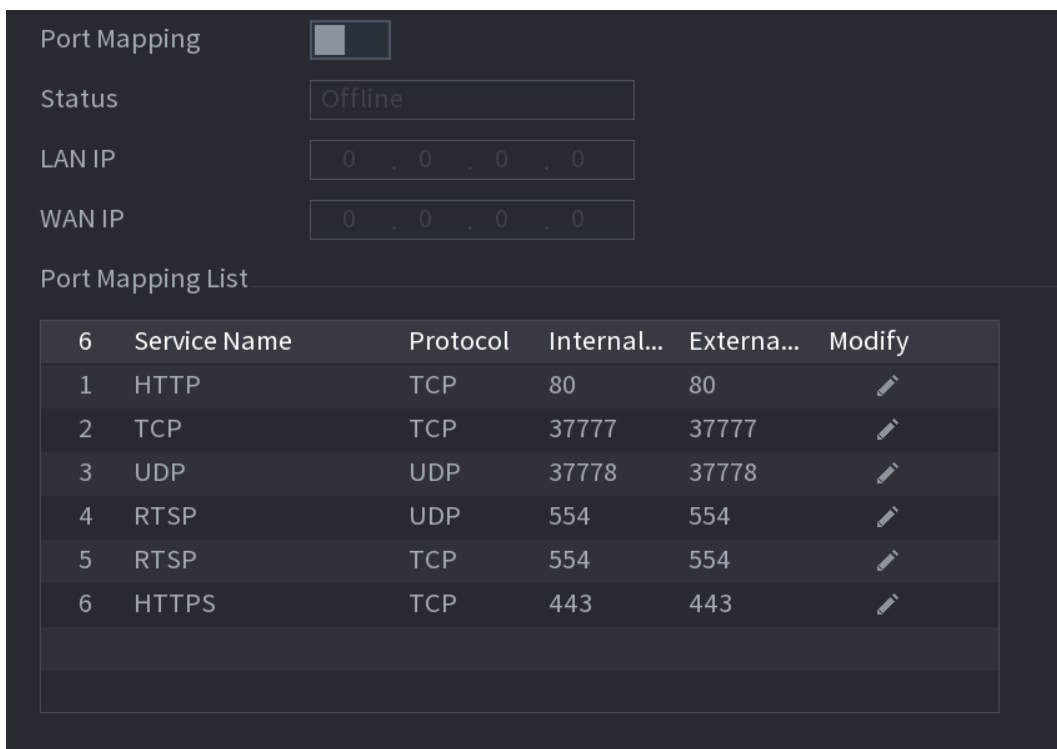 Port Mapping
Status Offline
LAN IP 0 . 0 . 0 . 0
WAN IP 0 . 0 . 0 . 0
Port Mapping List
6 Service Name Protocol Internal... Externa... Modify
1 HTTP TCP 80 80
2 TCP TCP 37777 37777
3 UDP UDP 37778 37778
4 RTSP UDP 554 554
5 RTSP TCP 554 554
6 HTTPS TCP 443 443